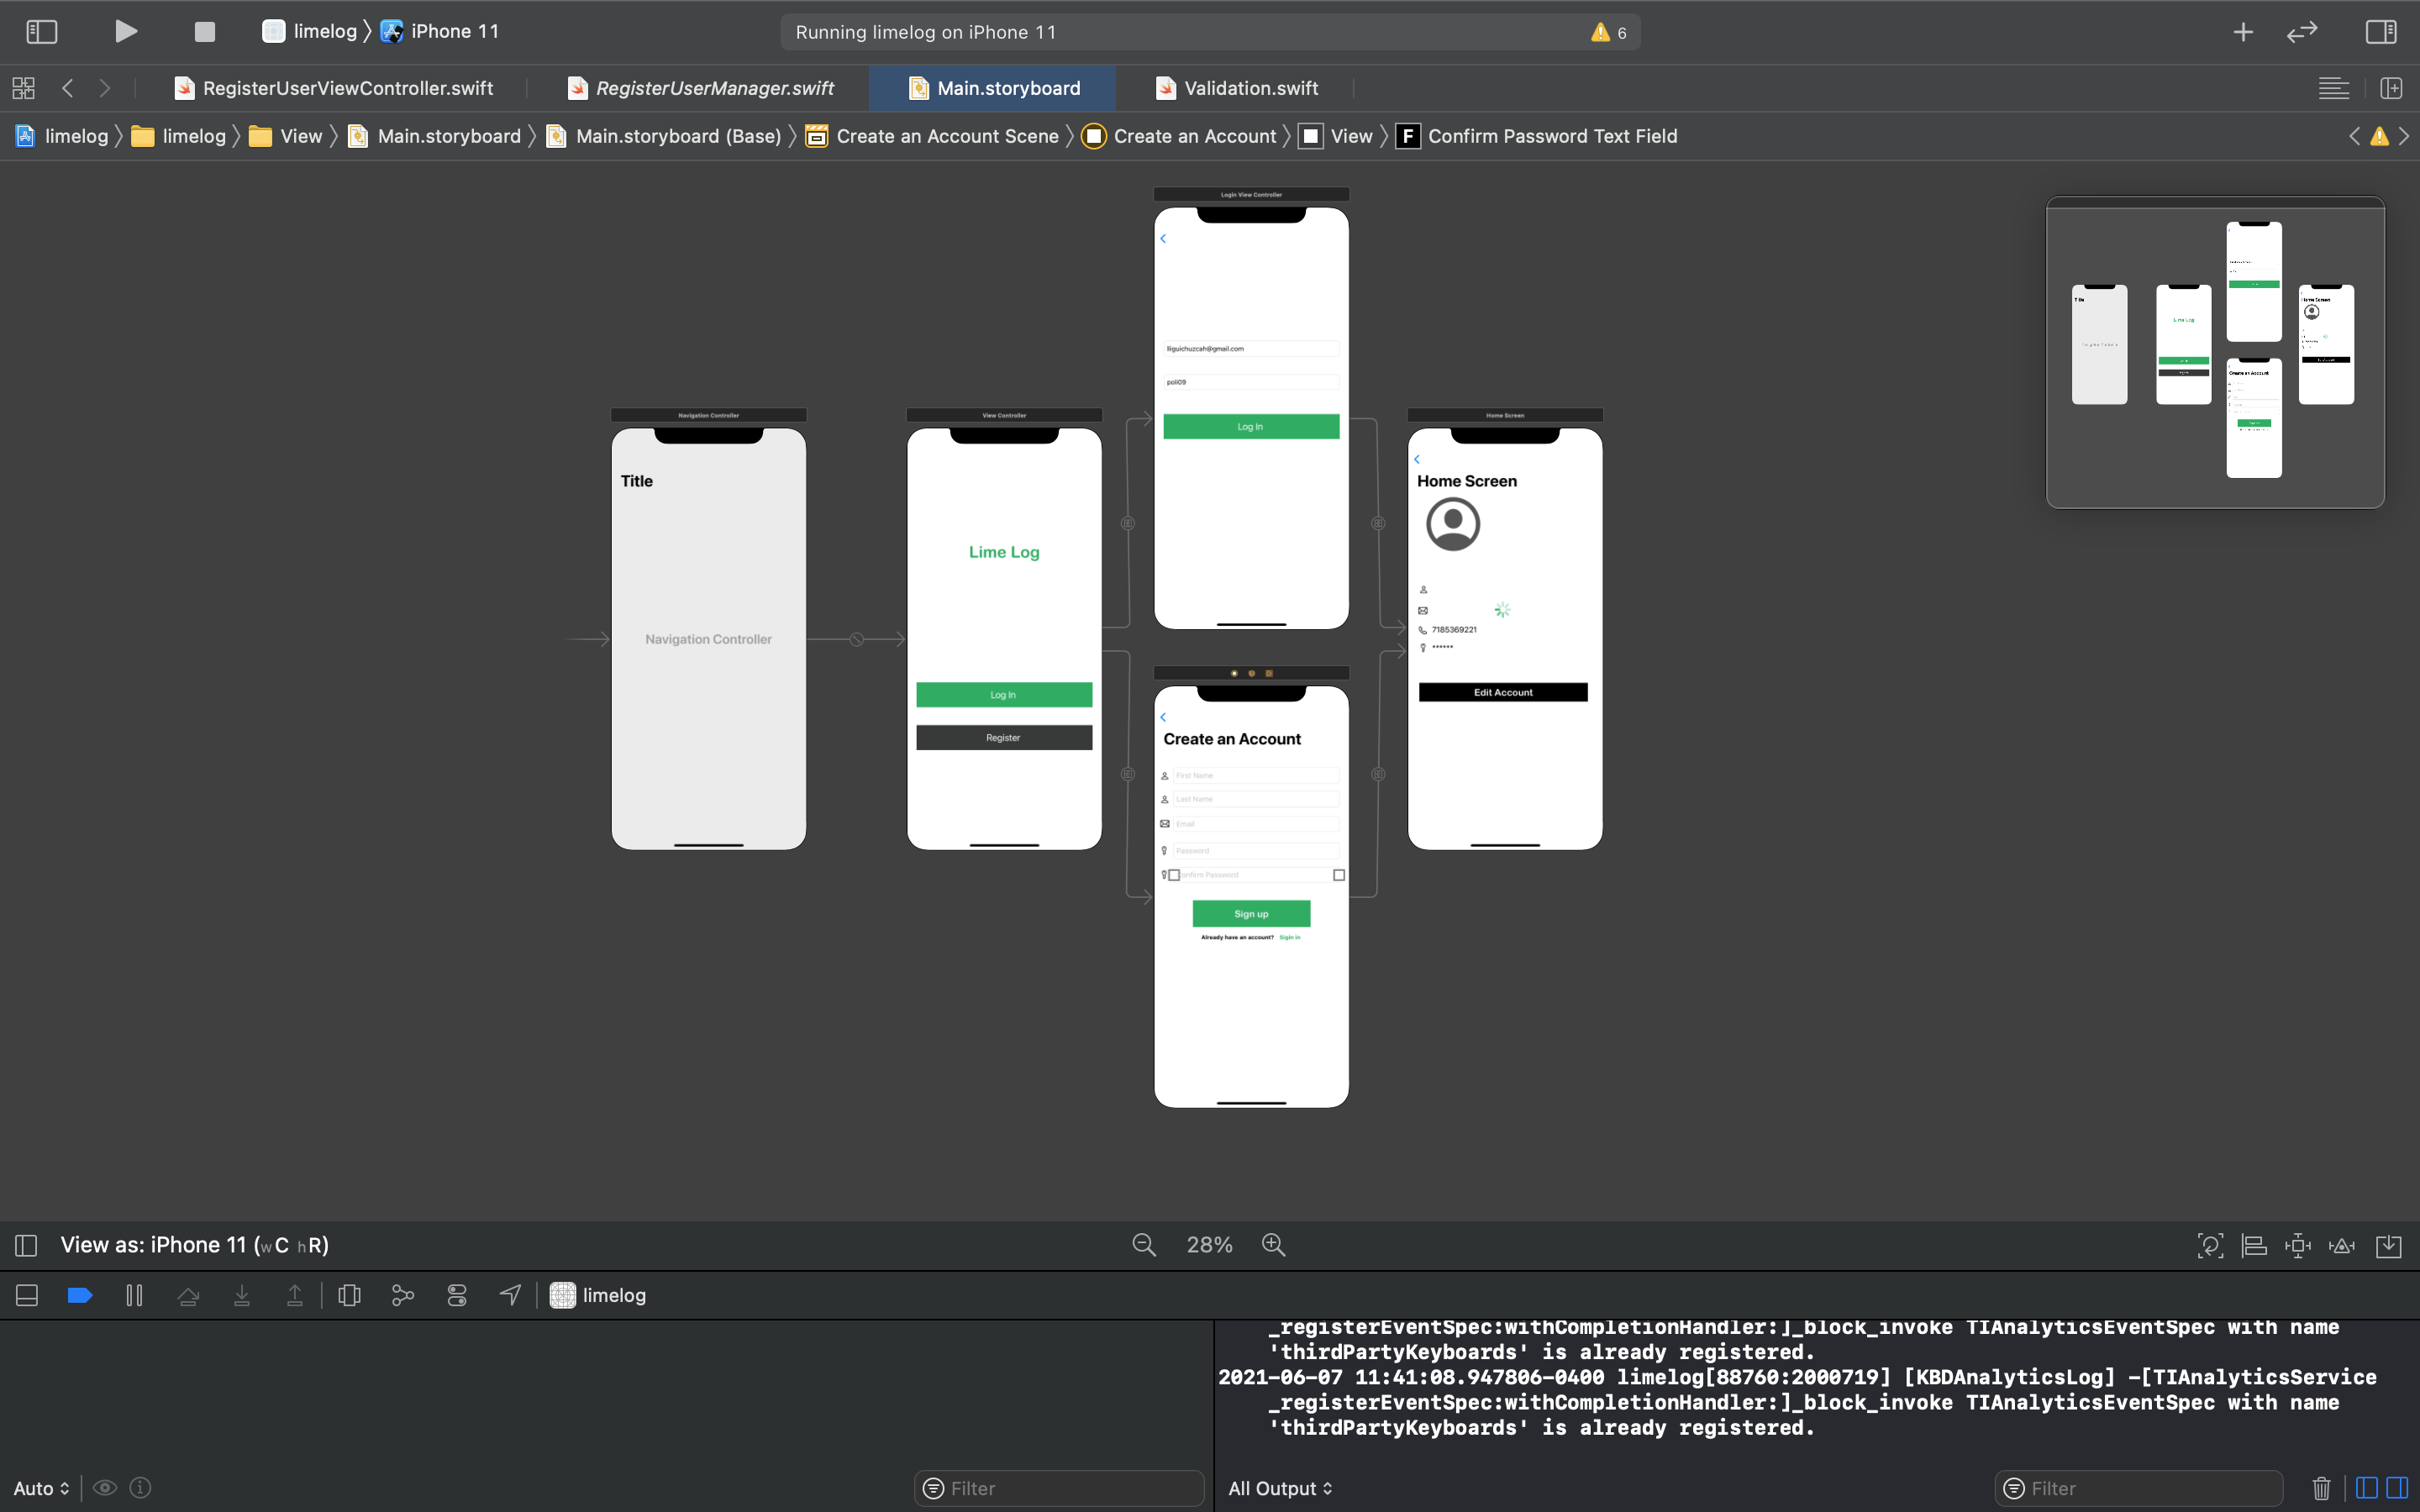 limelog 〉 iPhone 11
Running limelog on iPhone 11
6
RegisterUserViewController.swift
RegisterUserManager.swift
Main.storyboard
Validation.swift
limelog 〉 limelog 〉 View 〉 Main.storyboard 〉 Main.storyboard (Base) 〉 Create an Account Scene 〉 Create an Account 〉 View 〉 F Confirm Password Text Field
Login View Controller
lliguichuzcah@gmail.com
poli09
Log In
Navigation Controller
Title
Navigation Controller
View Controller
Lime Log
Log In
Register
Home Screen
Home Screen
7185369221
••••••
Edit Account
Create an Account
First Name
Last Name
Email
Password
onfirm Password
Sign up
Already have an account? Sigin in
View as: iPhone 11 (wC hR)
28%
limelog
_registerEventSpec:withCompletionHandler:]_block_invoke TIAnalyticsEventSpec with name
'thirdPartyKeyboards' is already registered.
2021-06-07 11:41:08.947806-0400 limelog[88760:2000719] [KBDAnalyticsLog] -[TIAnalyticsService
_registerEventSpec:withCompletionHandler:]_block_invoke TIAnalyticsEventSpec with name
'thirdPartyKeyboards' is already registered.
Auto
Filter
All Output
Filter